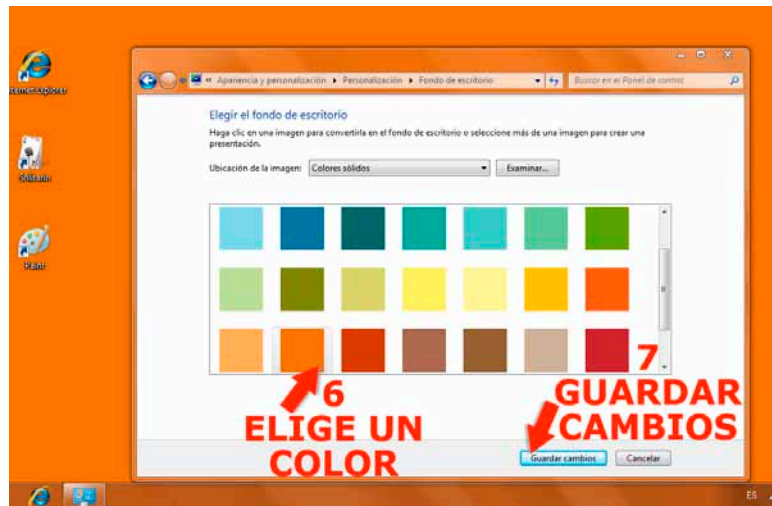 Internet Explorer
Solitario
Paint
« Apariencia y personalización ▸ Personalización ▸ Fondo de escritorio
Buscar en el Panel de control
Elegir el fondo de escritorio
Haga clic en una imagen para convertirla en el fondo de escritorio o seleccione más de una imagen para crear una
presentación.
Ubicación de la imagen: Colores sólidos Examinar...
6
ELIGE UN
COLOR
7
GUARDAR
CAMBIOS
Guardar cambios Cancelar
ES